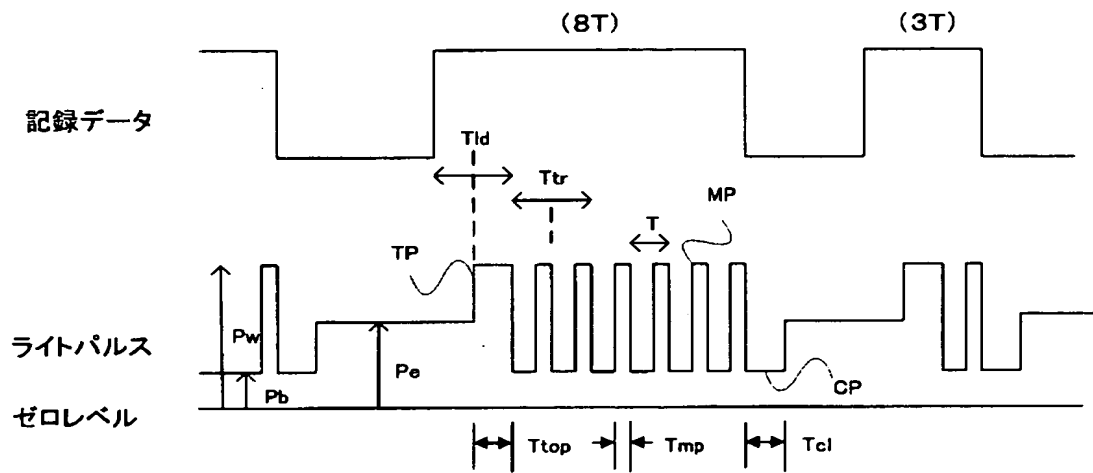 (8T) (3T)
記録データ
Tld
Ttr
MP
T
TP
Pw
ライトパルス
Pe
Pb
CP
ゼロレベル
Ttop Tmp Tcl